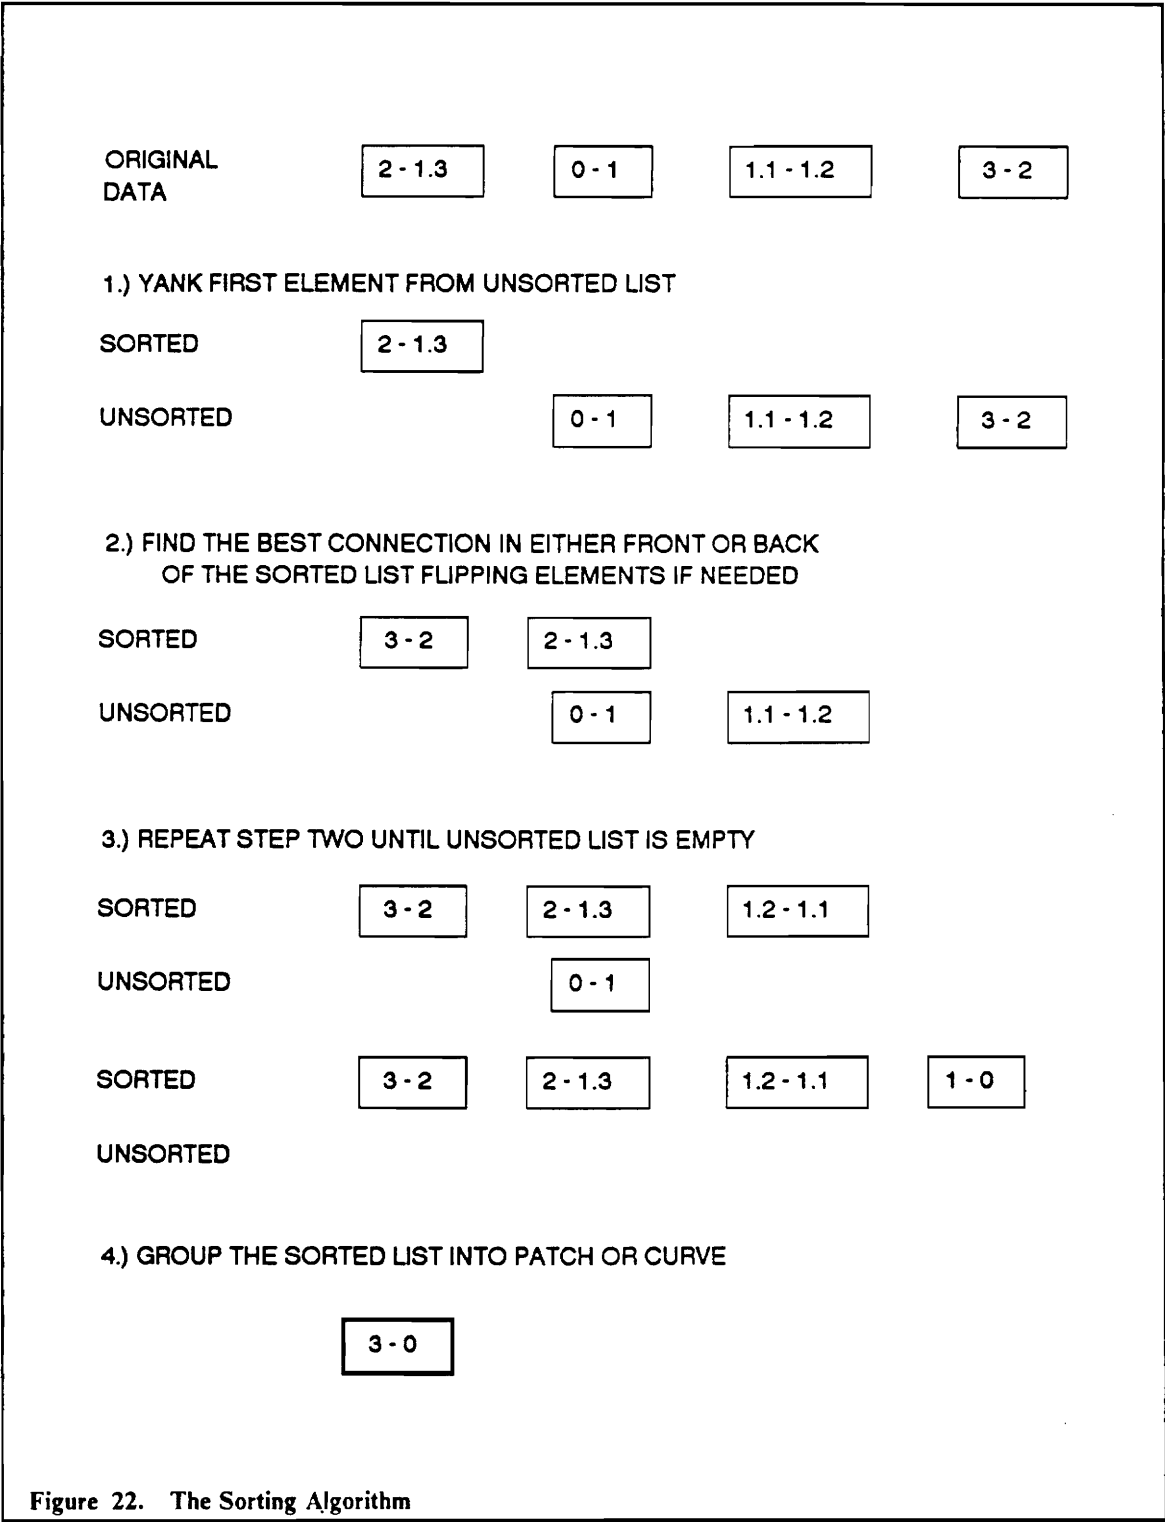 ORIGINAL
DATA
2 - 1.3 0 - 1 1.1 - 1.2 3 - 2
1.) YANK FIRST ELEMENT FROM UNSORTED LIST
SORTED 2 - 1.3
UNSORTED 0 - 1 1.1 - 1.2 3 - 2
2.) FIND THE BEST CONNECTION IN EITHER FRONT OR BACK
OF THE SORTED LIST FLIPPING ELEMENTS IF NEEDED
SORTED 3 - 2 2 - 1.3
UNSORTED 0 - 1 1.1 - 1.2
3.) REPEAT STEP TWO UNTIL UNSORTED LIST IS EMPTY
SORTED 3 - 2 2 - 1.3 1.2 - 1.1
UNSORTED 0 - 1
SORTED 3 - 2 2 - 1.3 1.2 - 1.1 1 - 0
UNSORTED
4.) GROUP THE SORTED LIST INTO PATCH OR CURVE
3 - 0
Figure 22. The Sorting Algorithm